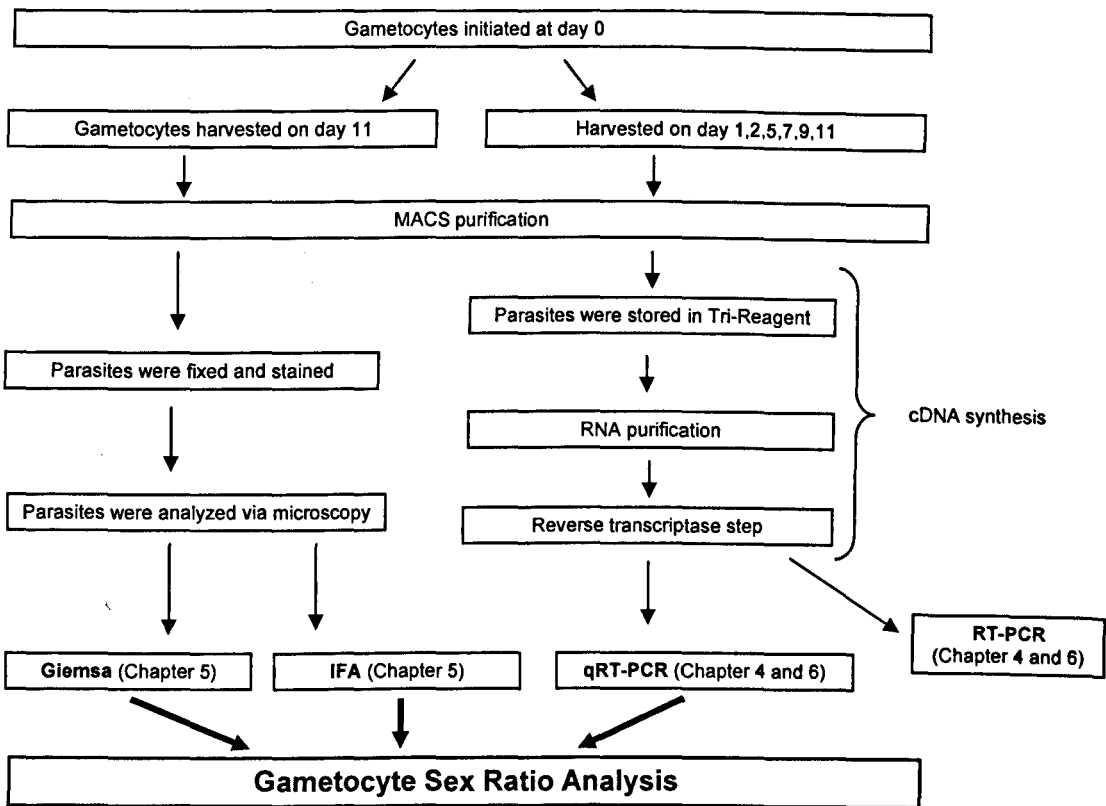 Gametocytes initiated at day 0
Gametocytes harvested on day 11
Harvested on day 1,2,5,7,9,11
MACS purification
Parasites were stored in Tri-Reagent
Parasites were fixed and stained
RNA purification
cDNA synthesis
Parasites were analyzed via microscopy
Reverse transcriptase step
Giemsa (Chapter 5)
IFA (Chapter 5)
qRT-PCR (Chapter 4 and 6)
RT-PCR
(Chapter 4 and 6)
Gametocyte Sex Ratio Analysis